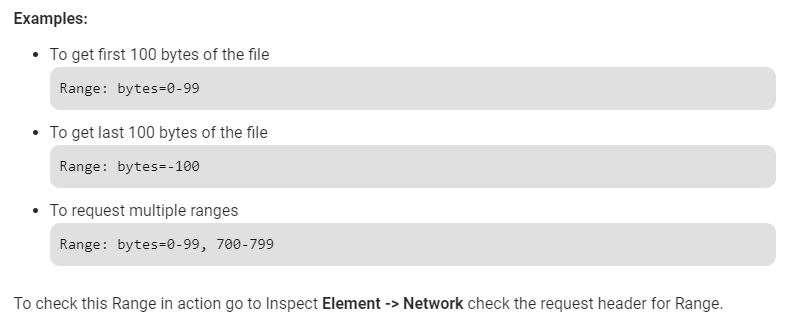 Examples:
• To get first 100 bytes of the file
Range: bytes=0-99
• To get last 100 bytes of the file
Range: bytes=-100
• To request multiple ranges
Range: bytes=0-99, 700-799
To check this Range in action go to Inspect Element -> Network check the request header for Range.